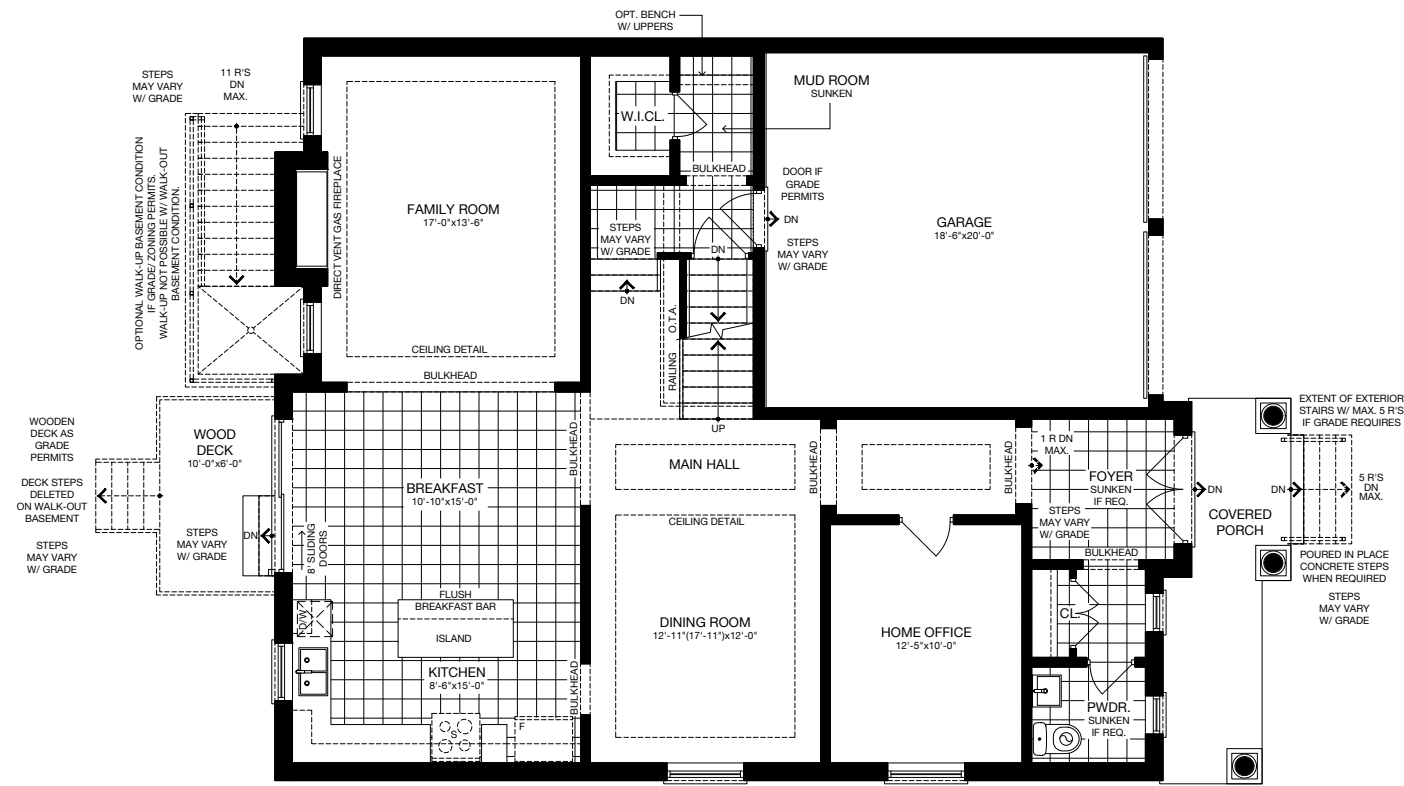 OPT. BENCH
W/ UPPERS
STEPS
MAY VARY
W/ GRADE
11 R'S
DN
MAX.
OPTIONAL WALK-UP BASEMENT CONDITION
IF GRADE/ ZONING PERMITS.
WALK-UP NOT POSSIBLE W/ WALK-OUT
BASEMENT CONDITION.
DIRECT VENT GAS FIREPLACE
FAMILY ROOM
17'-0"x13'-6"
CEILING DETAIL
BULKHEAD
W.I.CL.
MUD ROOM
SUNKEN
BULKHEAD
DOOR IF
GRADE
PERMITS
DN
STEPS
MAY VARY
W/ GRADE
STEPS
MAY VARY
W/ GRADE
DN
DN
RAILING
O.T.A.
UP
GARAGE
18'-6"x20'-0"
WOODEN
DECK AS
GRADE
PERMITS
DECK STEPS
DELETED
ON WALK-OUT
BASEMENT
STEPS
MAY VARY
W/ GRADE
WOOD
DECK
10'-0"x6'-0"
STEPS
MAY VARY
W/ GRADE
DN
8' SLIDING
DOORS
BREAKFAST
10'-10"x15'-0"
BULKHEAD
MAIN HALL
BULKHEAD
BULKHEAD
1 R DN
MAX.
FOYER
SUNKEN
IF REQ.
STEPS
MAY VARY
W/ GRADE
BULKHEAD
DN
COVERED
PORCH
DN
EXTENT OF EXTERIOR
STAIRS W/ MAX. 5 R'S
IF GRADE REQUIRES
5 R'S
DN
MAX.
POURED IN PLACE
CONCRETE STEPS
WHEN REQUIRED
STEPS
MAY VARY
W/ GRADE
D/W
FLUSH
BREAKFAST BAR
ISLAND
KITCHEN
8'-6"x15'-0"
BULKHEAD
S
F
CEILING DETAIL
DINING ROOM
12'-11"(17'-11")x12'-0"
HOME OFFICE
12'-5"x10'-0"
CL.
PWDR.
SUNKEN
IF REQ.